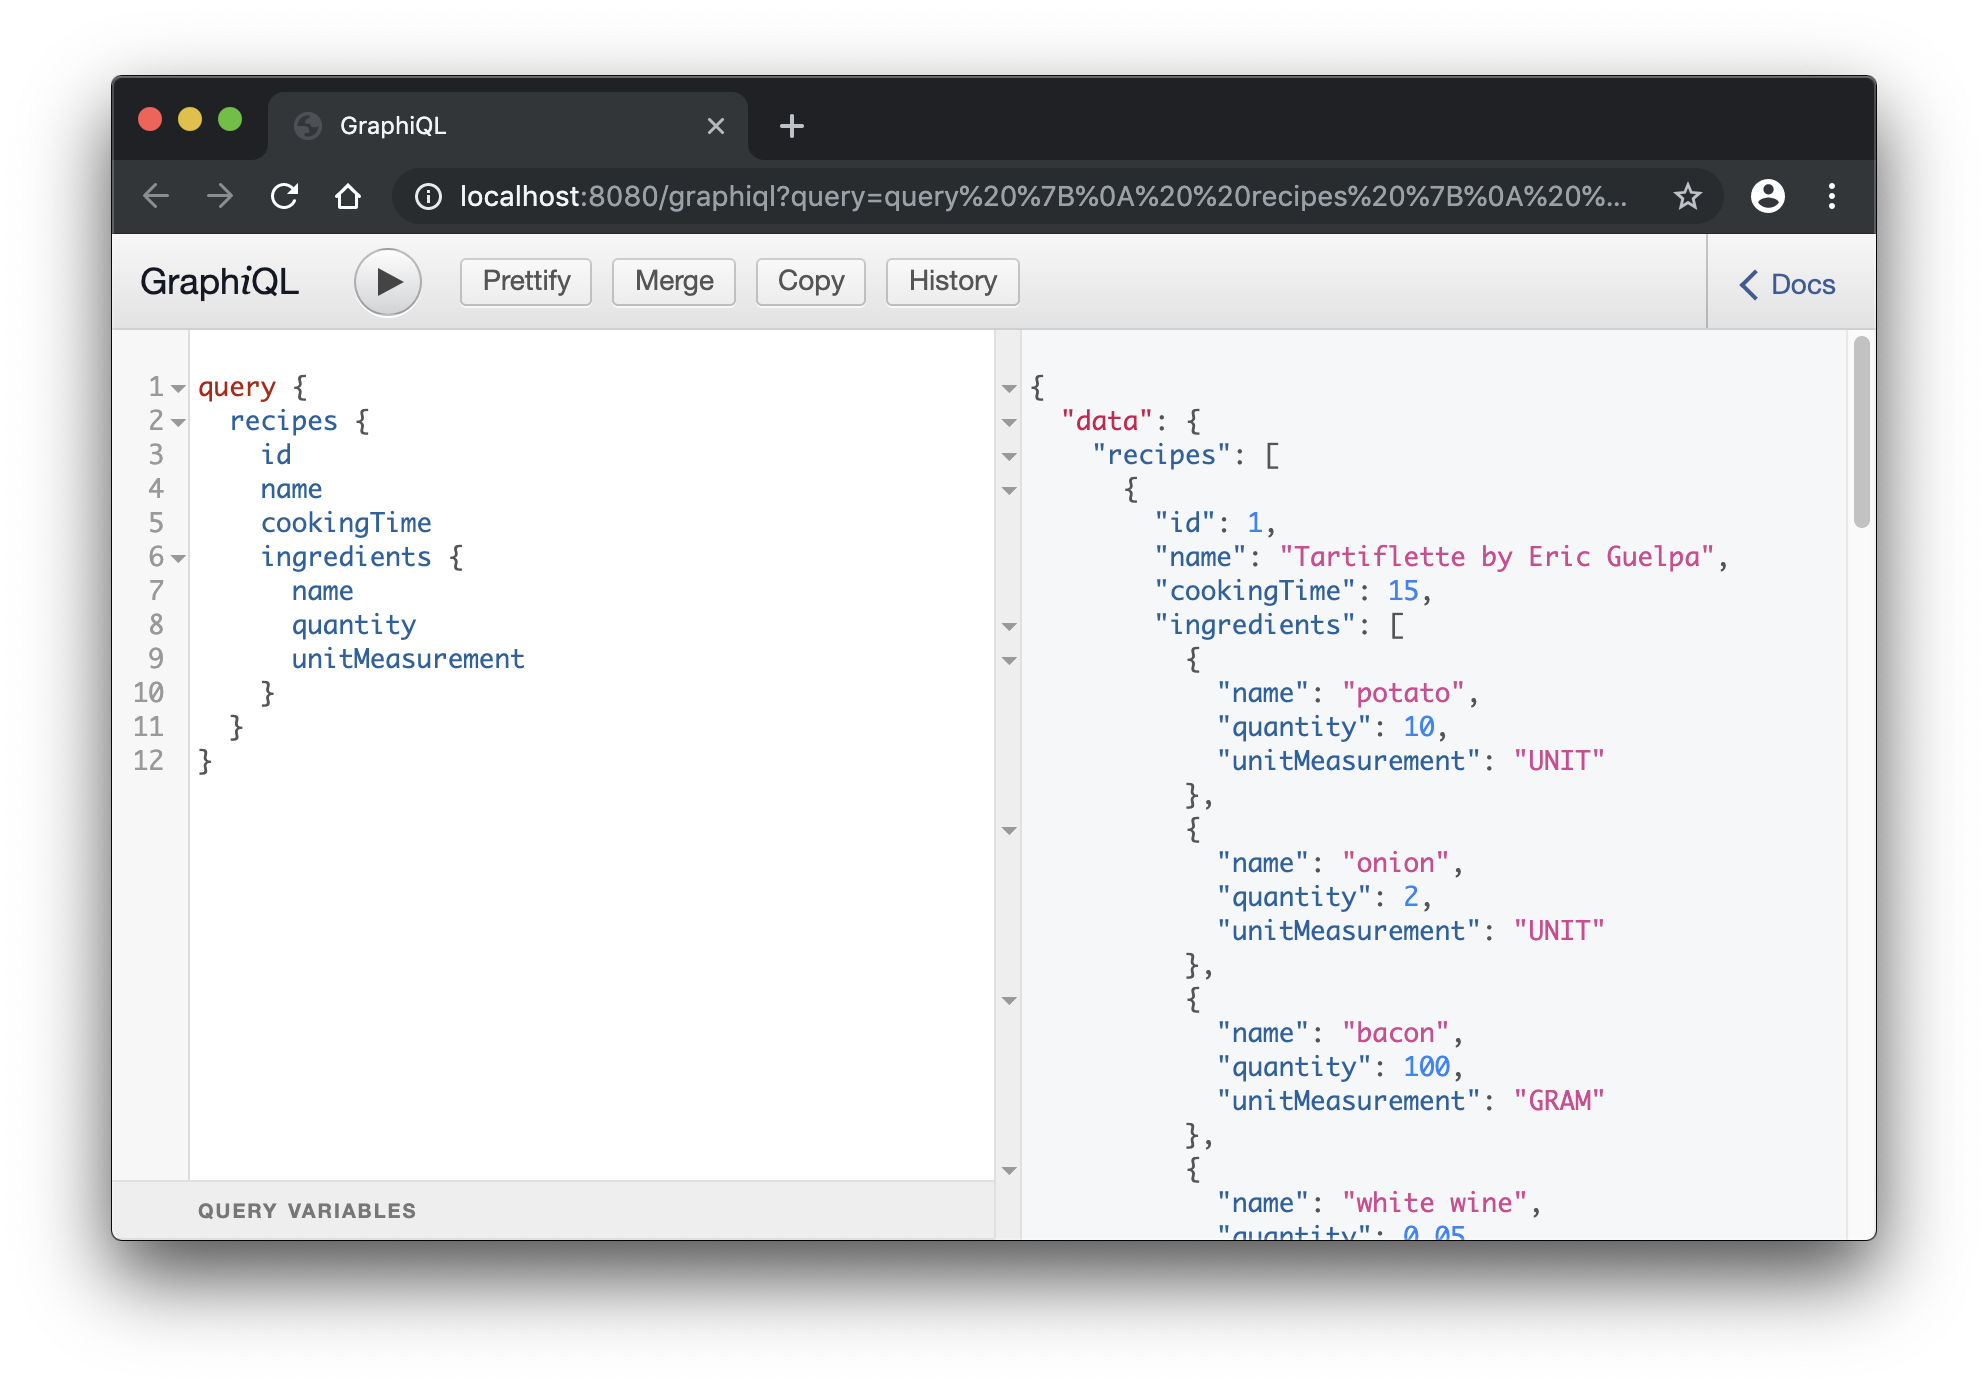 GraphiQL
localhost:8080/graphiql?query=query%20%7B%0A%20%20recipes%20%7B%0A%20%...
GraphiQL
Prettify
Merge
Copy
History
Docs
1 query {
2 recipes {
3 id
4 name
5 cookingTime
6 ingredients {
7 name
8 quantity
9 unitMeasurement
10 }
11 }
12 }
QUERY VARIABLES
{
"data": {
"recipes": [
{
"id": 1,
"name": "Tartiflette by Eric Guelpa",
"cookingTime": 15,
"ingredients": [
{
"name": "potato",
"quantity": 10,
"unitMeasurement": "UNIT"
},
{
"name": "onion",
"quantity": 2,
"unitMeasurement": "UNIT"
},
{
"name": "bacon",
"quantity": 100,
"unitMeasurement": "GRAM"
},
{
"name": "white wine",
"quantity": 0.05